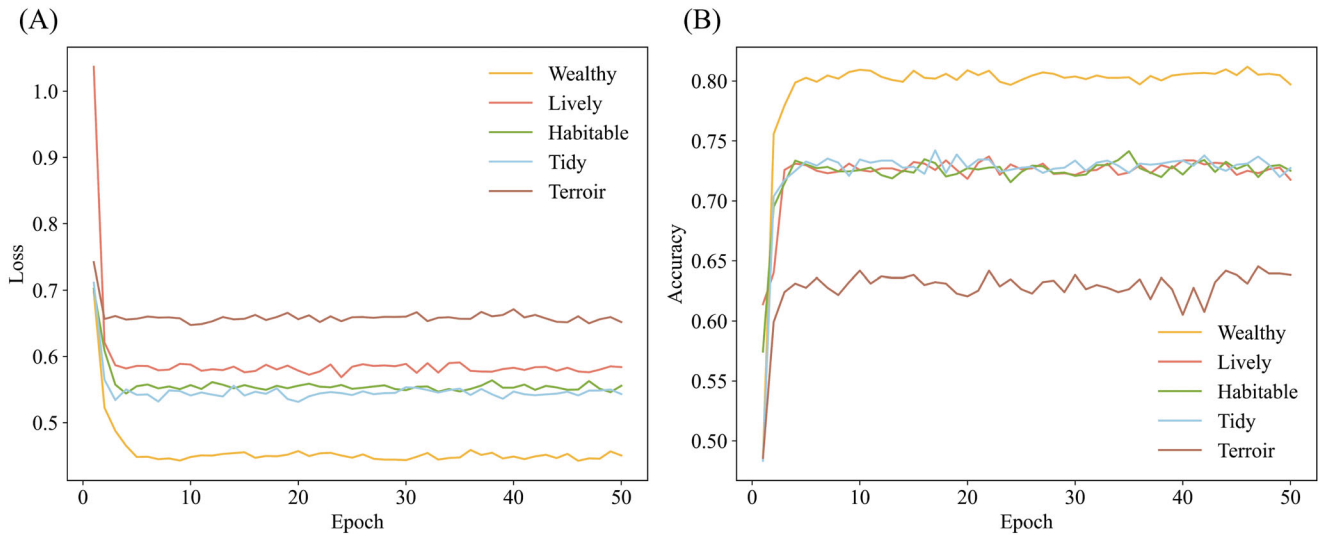 (A)
1.0
0.9
0.8
0.7
0.6
0.5
Loss
0
10
20
30
40
50
Epoch
Wealthy
Lively
Habitable
Tidy
Terroir
(B)
0.80
0.75
0.70
0.65
0.60
0.55
0.50
Accuracy
0
10
20
30
40
50
Epoch
Wealthy
Lively
Habitable
Tidy
Terroir